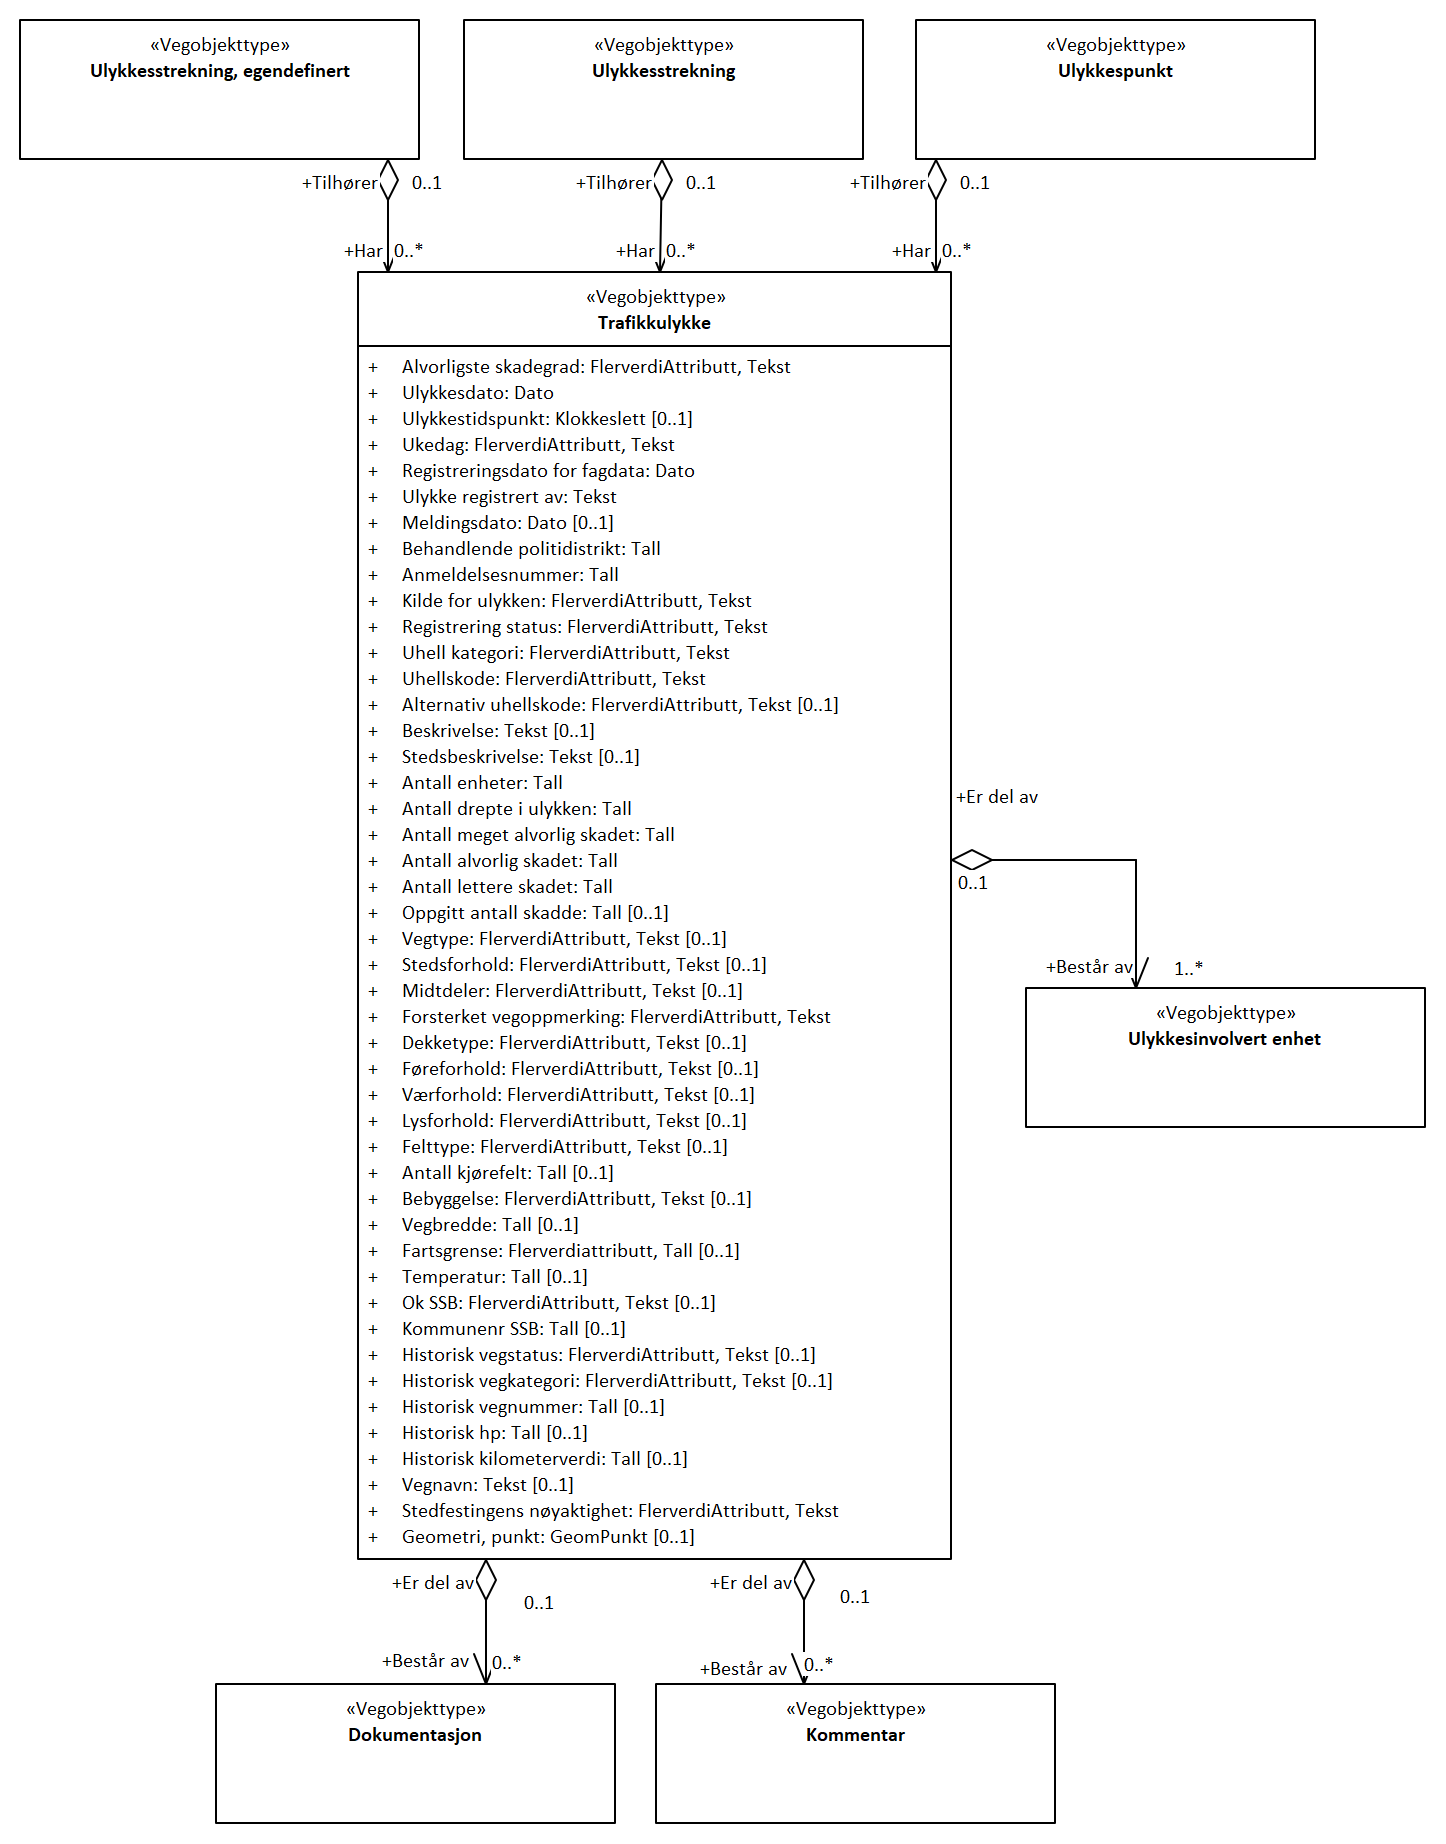 «Vegobjekttype»
Ulykkesstrekning, egendefinert
«Vegobjekttype»
Ulykkesstrekning
«Vegobjekttype»
Ulykkespunkt
+Tilhører 0..1
+Tilhører 0..1
+Tilhører 0..1
+Har 0..*
+Har 0..*
+Har 0..*
«Vegobjekttype»
Trafikkulykke
+ Alvorligste skadegrad: FlerverdiAttributt, Tekst
+ Ulykkesdato: Dato
+ Ulykkestidspunkt: Klokkeslett [0..1]
+ Ukedag: FlerverdiAttributt, Tekst
+ Registreringsdato for fagdata: Dato
+ Ulykke registrert av: Tekst
+ Meldingsdato: Dato [0..1]
+ Behandlende politidistrikt: Tall
+ Anmeldelsesnummer: Tall
+ Kilde for ulykken: FlerverdiAttributt, Tekst
+ Registrering status: FlerverdiAttributt, Tekst
+ Uhell kategori: FlerverdiAttributt, Tekst
+ Uhellskode: FlerverdiAttributt, Tekst
+ Alternativ uhellskode: FlerverdiAttributt, Tekst [0..1]
+ Beskrivelse: Tekst [0..1]
+ Stedsbeskrivelse: Tekst [0..1]
+ Antall enheter: Tall
+ Antall drepte i ulykken: Tall
+ Antall meget alvorlig skadet: Tall
+ Antall alvorlig skadet: Tall
+ Antall lettere skadet: Tall
+ Oppgitt antall skadde: Tall [0..1]
+ Vegtype: FlerverdiAttributt, Tekst [0..1]
+ Stedsforhold: FlerverdiAttributt, Tekst [0..1]
+ Midtdeler: FlerverdiAttributt, Tekst [0..1]
+ Forsterket vegoppmerking: FlerverdiAttributt, Tekst
+ Dekketype: FlerverdiAttributt, Tekst [0..1]
+ Føreforhold: FlerverdiAttributt, Tekst [0..1]
+ Værforhold: FlerverdiAttributt, Tekst [0..1]
+ Lysforhold: FlerverdiAttributt, Tekst [0..1]
+ Felttype: FlerverdiAttributt, Tekst [0..1]
+ Antall kjørefelt: Tall [0..1]
+ Bebyggelse: FlerverdiAttributt, Tekst [0..1]
+ Vegbredde: Tall [0..1]
+ Fartsgrense: Flerverdiattributt, Tall [0..1]
+ Temperatur: Tall [0..1]
+ Ok SSB: FlerverdiAttributt, Tekst [0..1]
+ Kommunenr SSB: Tall [0..1]
+ Historisk vegstatus: FlerverdiAttributt, Tekst [0..1]
+ Historisk vegkategori: FlerverdiAttributt, Tekst [0..1]
+ Historisk vegnummer: Tall [0..1]
+ Historisk hp: Tall [0..1]
+ Historisk kilometerverdi: Tall [0..1]
+ Vegnavn: Tekst [0..1]
+ Stedfestingens nøyaktighet: FlerverdiAttributt, Tekst
+ Geometri, punkt: GeomPunkt [0..1]
+Er del av
0..1
+Består av 1..*
«Vegobjekttype»
Ulykkesinvolvert enhet
+Er del av 0..1
+Er del av 0..1
+Består av 0..*
+Består av 0..*
«Vegobjekttype»
Dokumentasjon
«Vegobjekttype»
Kommentar